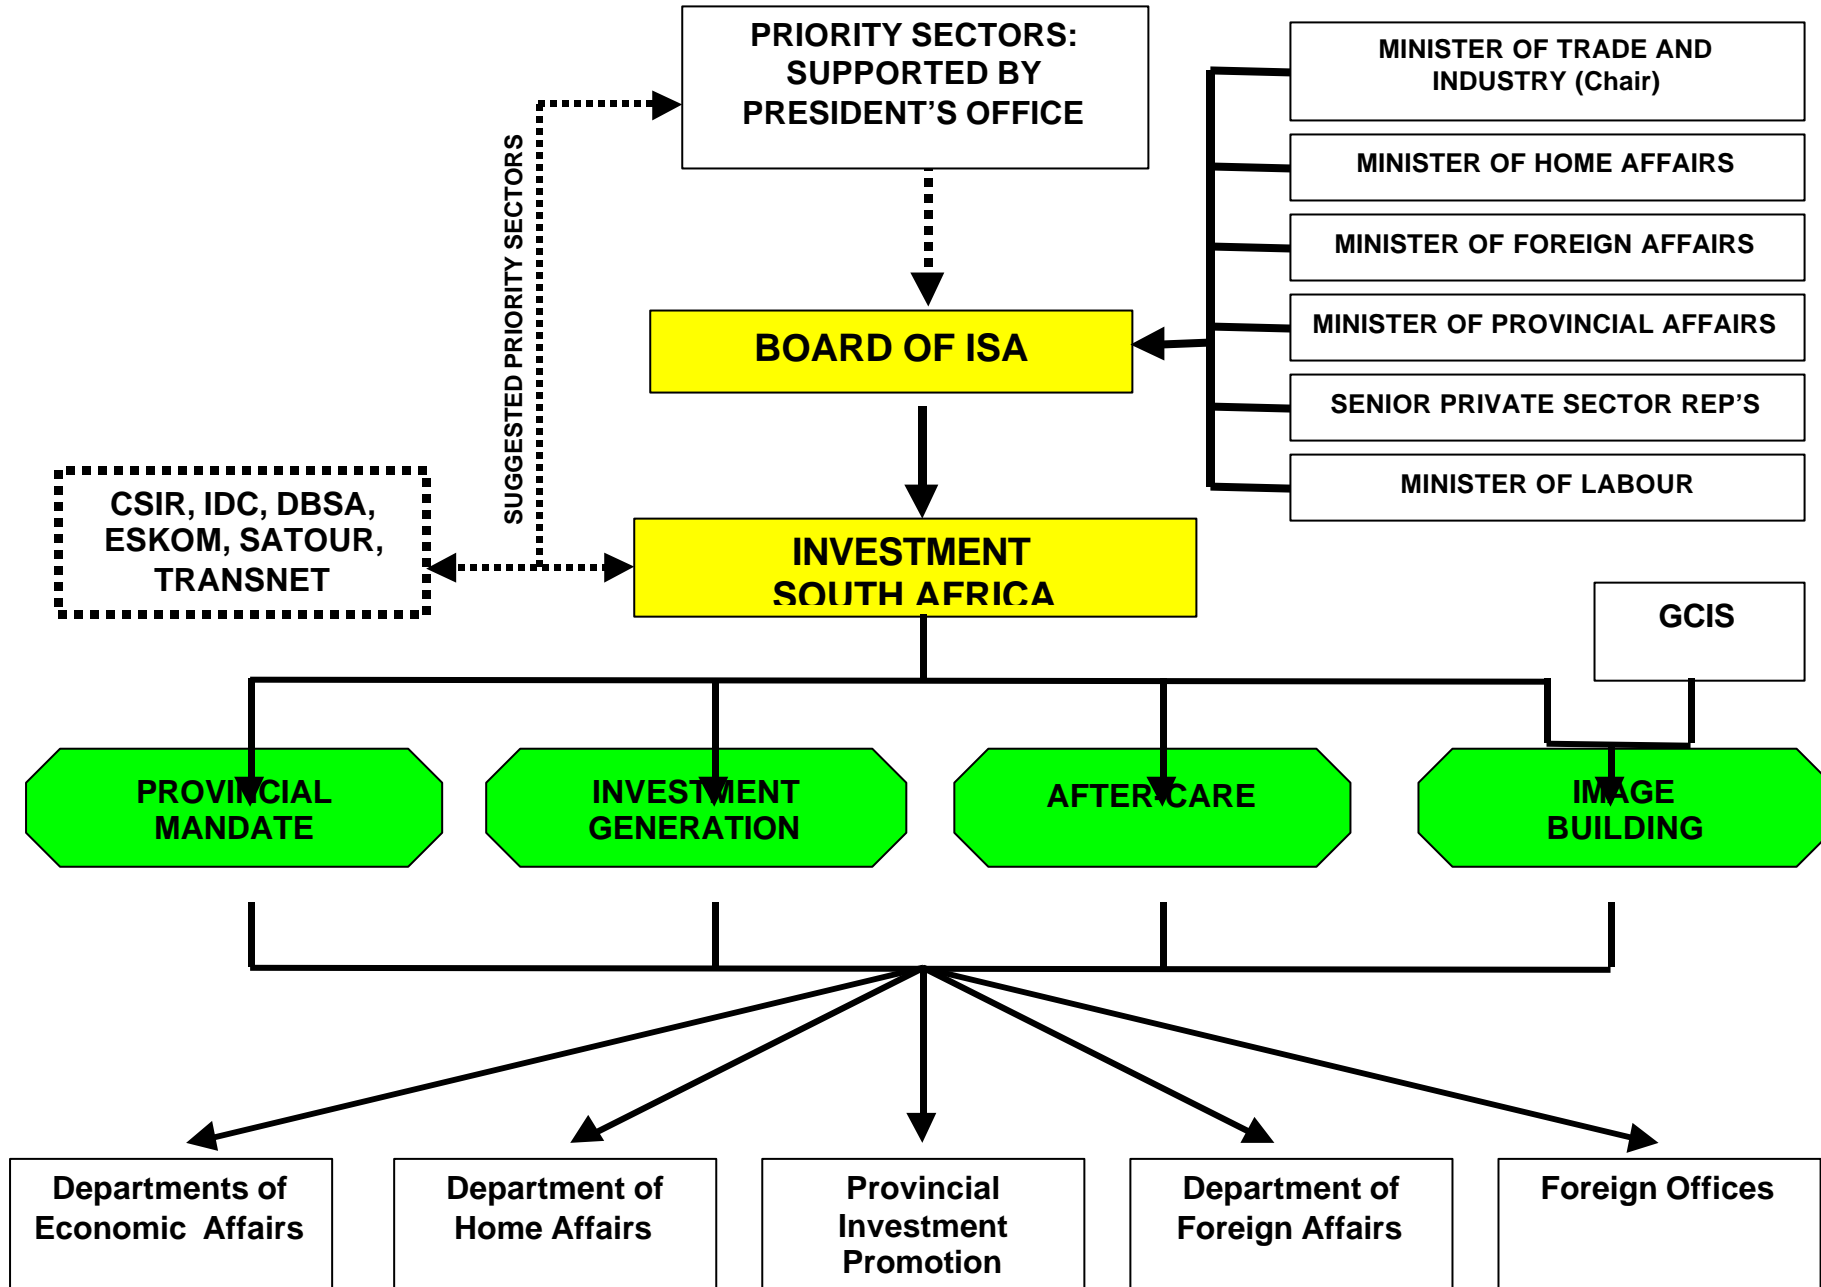 PRIORITY SECTORS:
SUPPORTED BY
PRESIDENT'S OFFICE
MINISTER OF TRADE AND
INDUSTRY (Chair)
MINISTER OF HOME AFFAIRS
MINISTER OF FOREIGN AFFAIRS
MINISTER OF PROVINCIAL AFFAIRS
SENIOR PRIVATE SECTOR REP'S
MINISTER OF LABOUR
SUGGESTED PRIORITY SECTORS
BOARD OF ISA
CSIR, IDC, DBSA,
ESKOM, SATOUR,
TRANSNET
INVESTMENT
SOUTH AFRICA
GCIS
PROVINCIAL
MANDATE
INVESTMENT
GENERATION
AFTER-CARE
IMAGE
BUILDING
Departments of
Economic Affairs
Department of
Home Affairs
Provincial
Investment
Promotion
Department of
Foreign Affairs
Foreign Offices